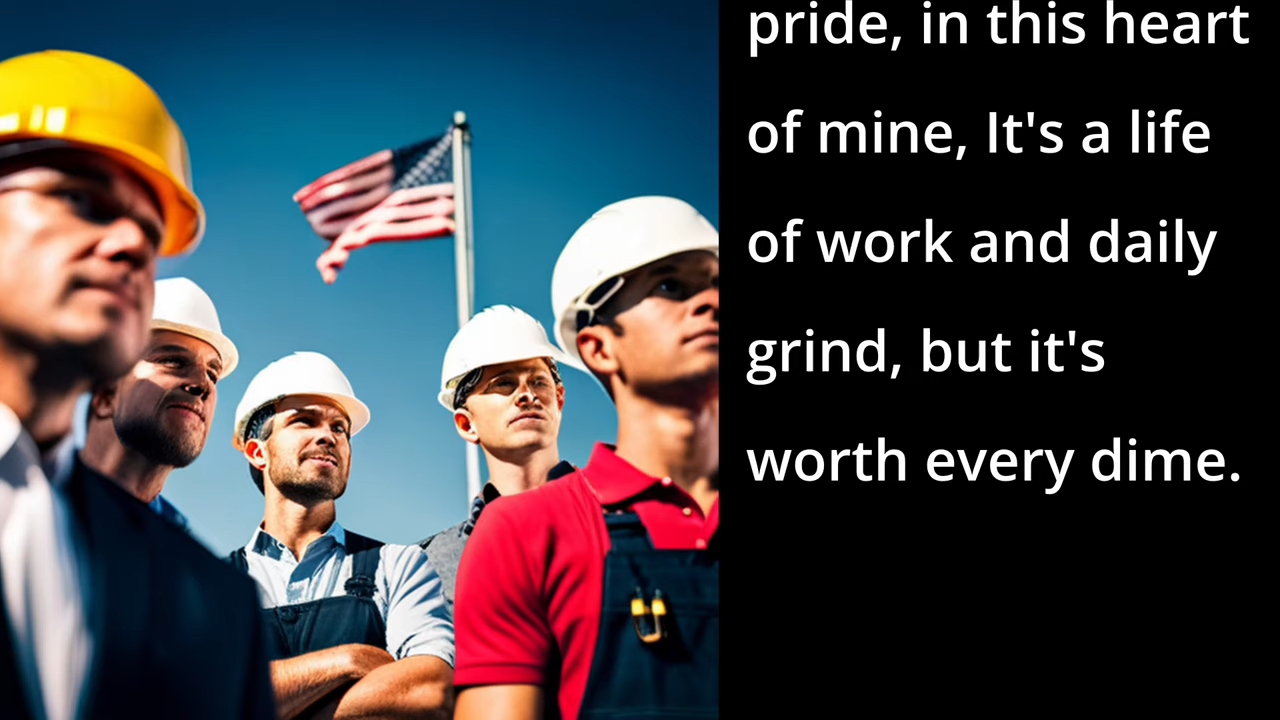 pride, in this heart
of mine, It's a life
of work and daily
grind, but it's
worth every dime.